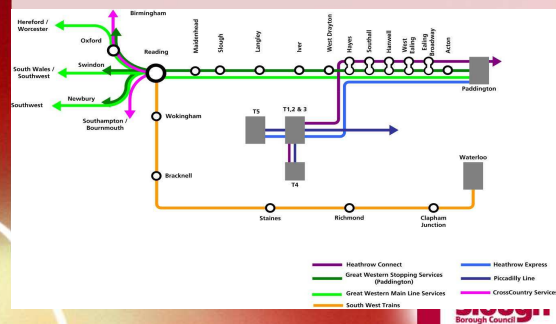 Birmingham
Hereford /
Worcester
Oxford
Reading
Maidenhead
Slough
Langley
Iver
West Drayton
Hayes
Southall
Hanwell
West
Ealing
Ealing
Broadway
Acton
South Wales /
Southwest
Swindon
Paddington
Southwest
Newbury
Southampton /
Bournmouth
T5
T1,2 & 3
Wokingham
T4
Waterloo
Bracknell
Staines
Richmond
Clapham
Junction
Heathrow Connect
Great Western Stopping Services
(Paddington)
Great Western Main Line Services
South West Trains
Heathrow Express
Piccadilly Line
CrossCountry Services
Slough
Borough Council